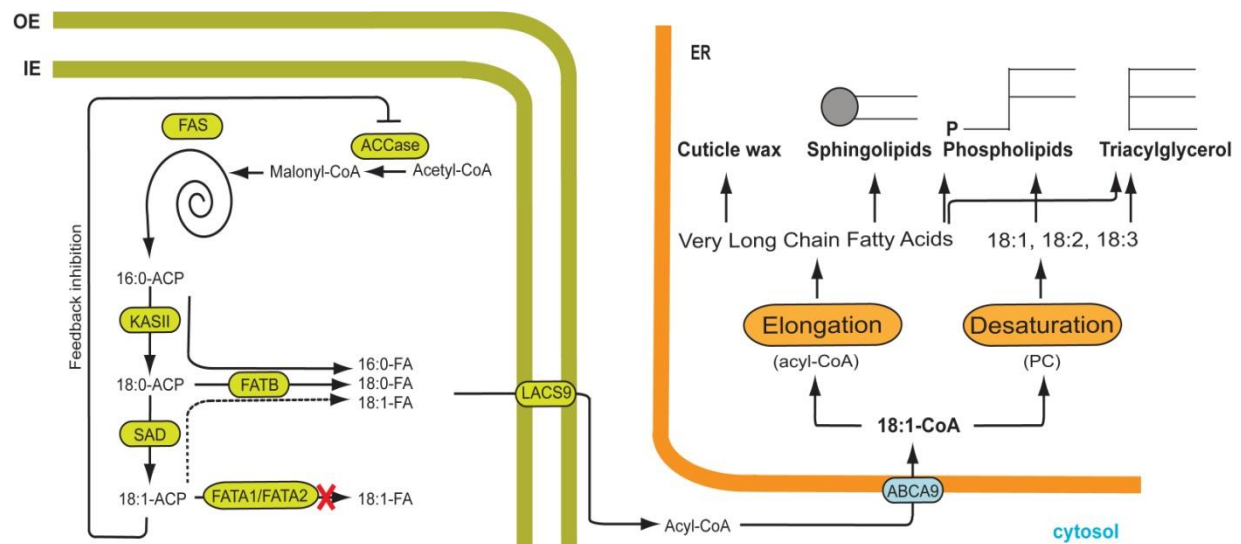 OE
IE
ER
FAS
ACCase
Malonyl-CoA
Acetyl-CoA
Feedback inhibition
16:0-ACP
KASII
18:0-ACP
FATB
16:0-FA
18:0-FA
18:1-FA
SAD
18:1-ACP
FATA1/FATA2
18:1-FA
LACS9
P
Cuticle wax
Sphingolipids
Phospholipids
Triacylglycerol
Very Long Chain Fatty Acids
18:1, 18:2, 18:3
Elongation
Desaturation
(acyl-CoA)
(PC)
18:1-CoA
ABCA9
Acyl-CoA
cytosol